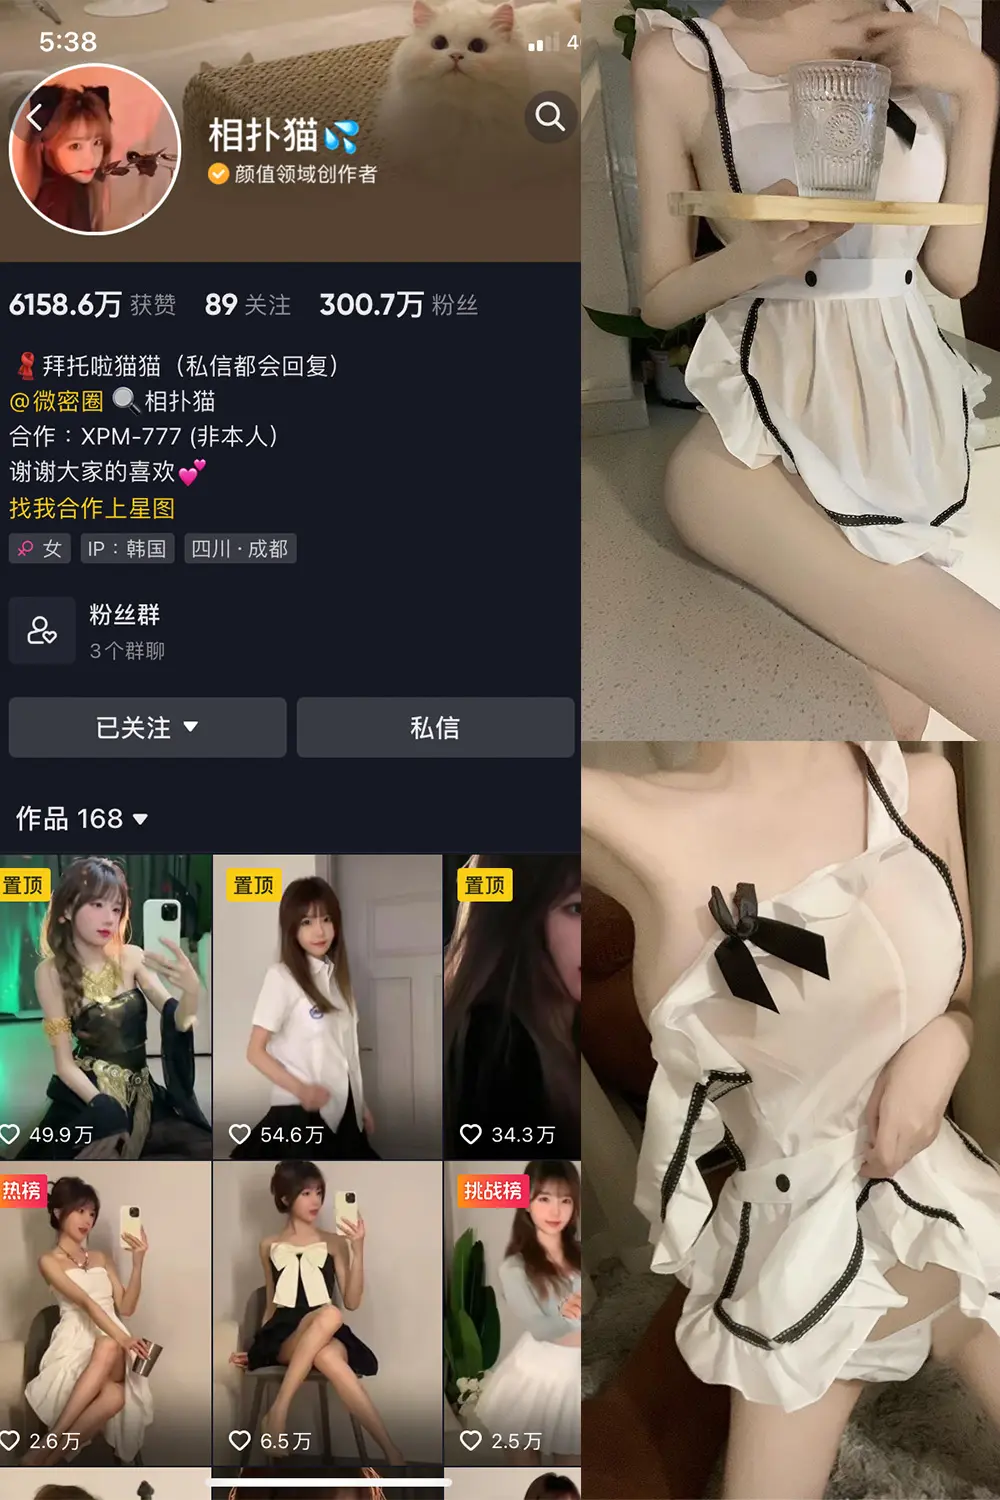 5:38
4
相扑猫💦
颜值领域创作者
6158.6万 获赞 89 关注 300.7万 粉丝
🧣拜托啦猫猫（私信都会回复）
@微密圈 🔍相扑猫
合作：XPM-777 (非本人)
谢谢大家的喜欢💕
找我合作上星图
女 IP：韩国 四川·成都
粉丝群
3个群聊
已关注 私信
作品 168
置顶 置顶 置顶
49.9万 54.6万 34.3万
热榜 挑战榜
2.6万 6.5万 2.5万